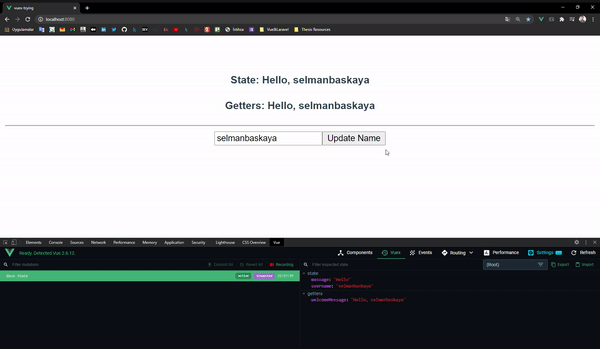 vuex-trying
localhost:8080
Uygulamalar
VueBiLaravel
Thesis Resources
State: Hello, selmanbaskaya
Getters: Hello, selmanbaskaya
selmanbaskaya
Update Name
Elements Console Sources Network Performance Memory Application Security Lighthouse CSS Overview Vue
Ready. Detected Vue 2.6.12
Components Vuex Events Routing Performance Settings Refresh
Filter mutations
Commit All Revert All Recording
Filter inspected state
(Root)
Export Import
Base State
active inspected
state
message: "Hello"
username: "selmanbaskaya"
getters
welcomeMessage: "Hello, selmanbaskaya"